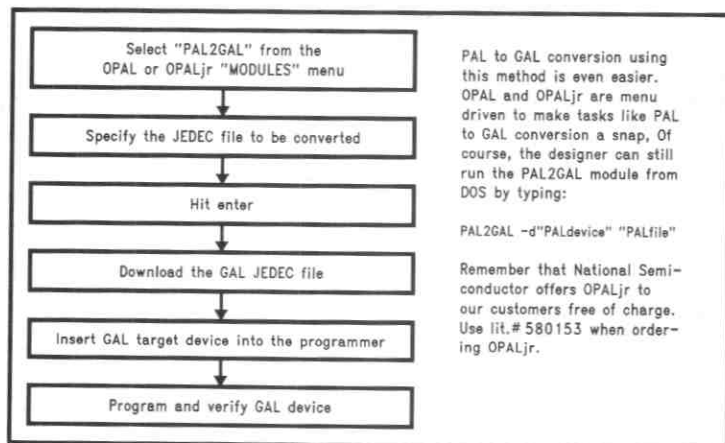 Select "PAL2GAL" from the
OPAL or OPALjr "MODULES" menu
Specify the JEDEC file to be converted
Hit enter
Download the GAL JEDEC file
Insert GAL target device into the programmer
Program and verify GAL device
PAL to GAL conversion using
this method is even easier.
OPAL and OPALjr are menu
driven to make tasks like PAL
to GAL conversion a snap, Of
course, the designer can still
run the PAL2GAL module from
DOS by typing:
PAL2GAL -d"PALdevice" "PALfile"
Remember that National Semi-
conductor offers OPALjr to
our customers free of charge.
Use lit.# 580153 when order-
ing OPALjr.